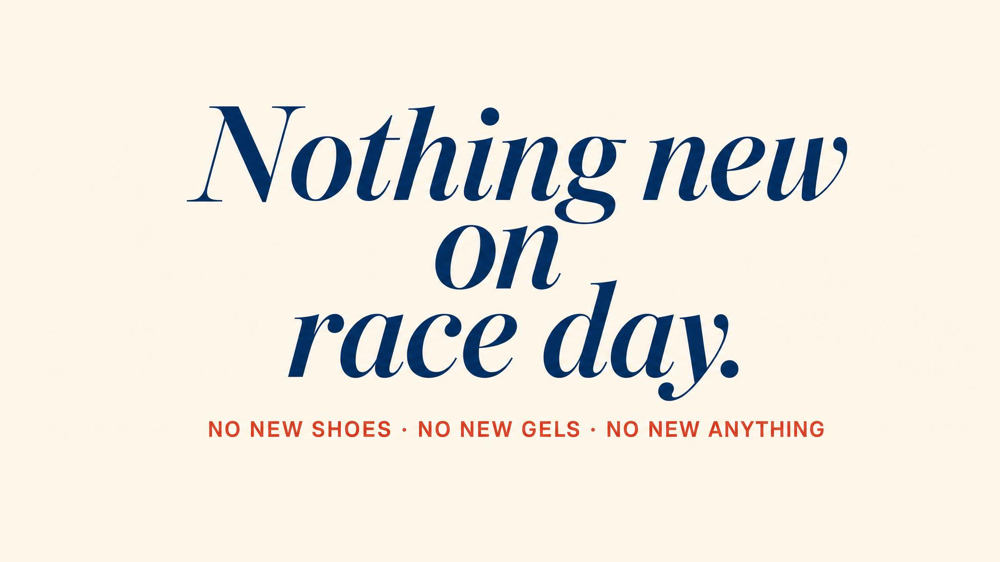 Nothing new
on
race day.
NO NEW SHOES · NO NEW GELS · NO NEW ANYTHING